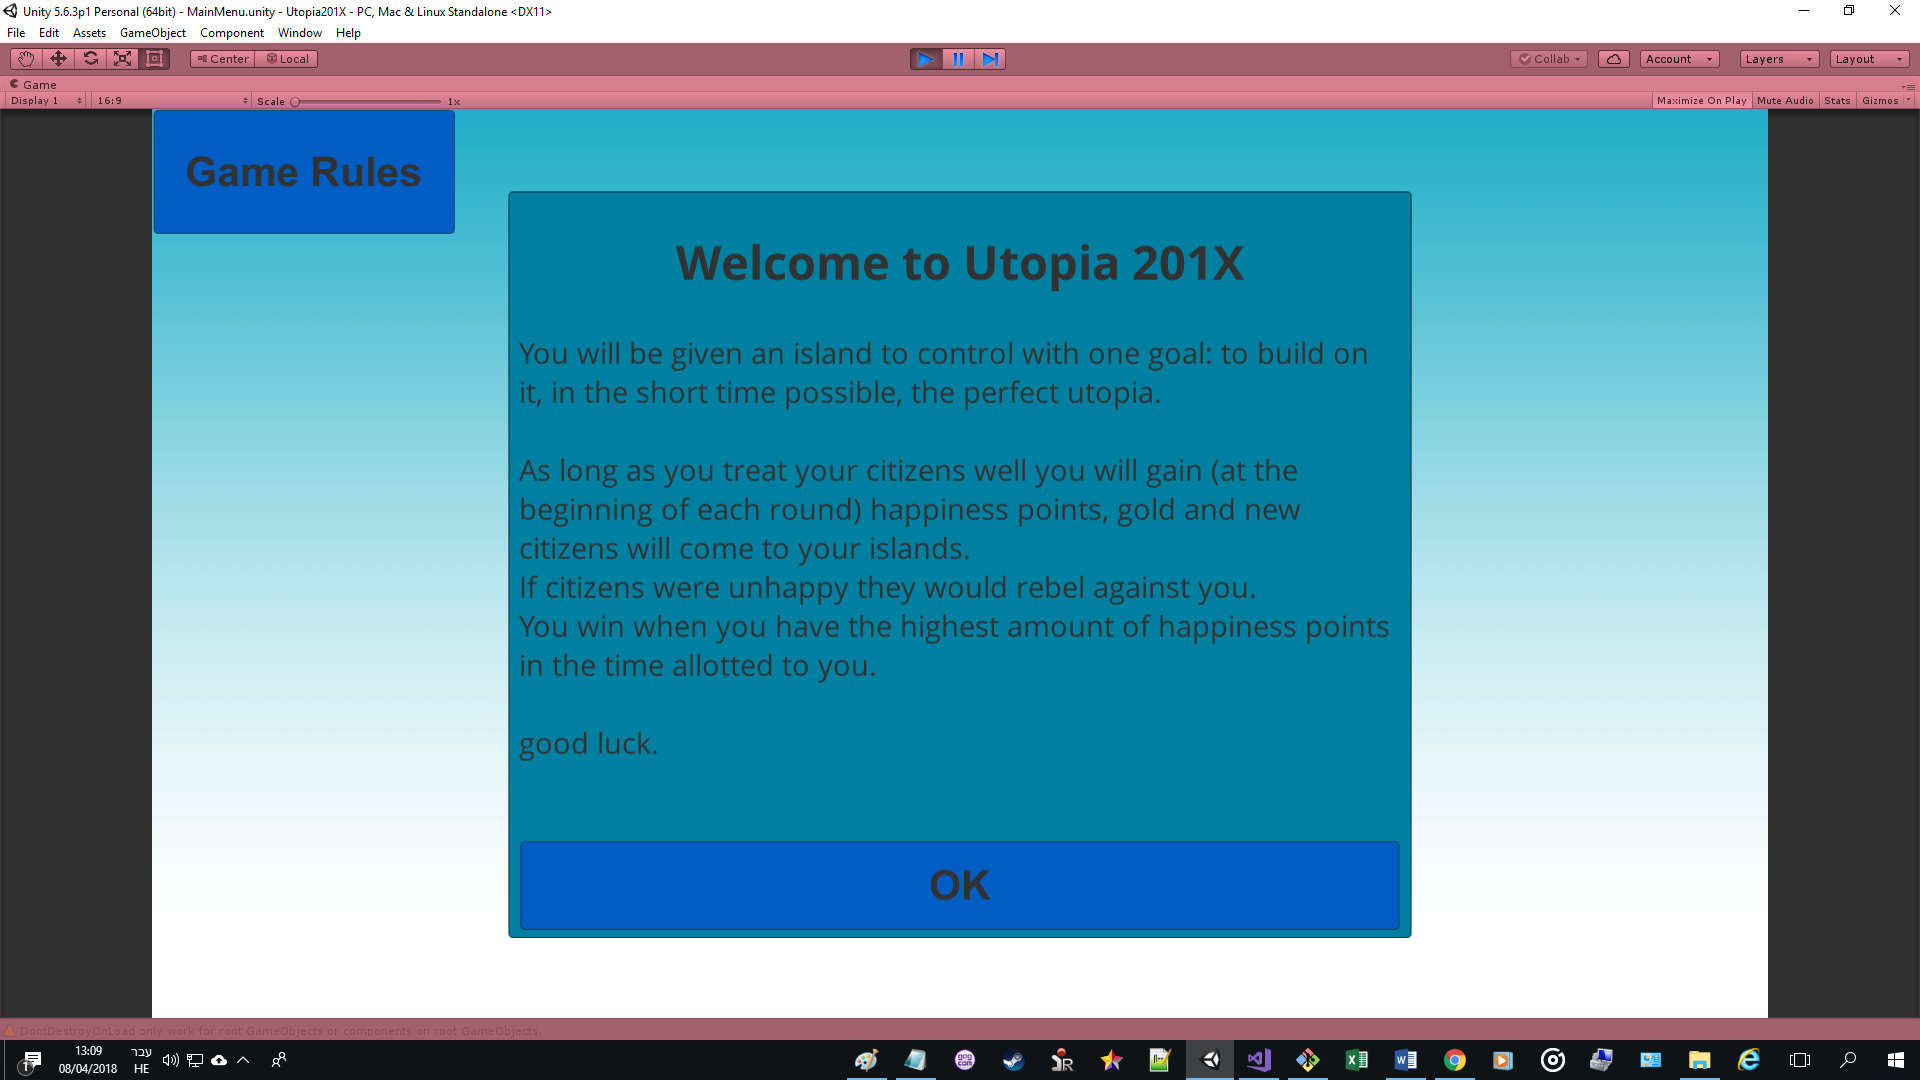 Unity 5.6.3p1 Personal (64bit) - MainMenu.unity - Utopia201X - PC, Mac & Linux Standalone <DX11>
File Edit Assets GameObject Component Window Help
Center Local Collab Account Layers Layout
Game
Display 1 16:9 Scale 1x Maximize On Play Mute Audio Stats Gizmos
Game Rules
Welcome to Utopia 201X
You will be given an island to control with one goal: to build on
it, in the short time possible, the perfect utopia.
As long as you treat your citizens well you will gain (at the
beginning of each round) happiness points, gold and new
citizens will come to your islands.
If citizens were unhappy they would rebel against you.
You win when you have the highest amount of happiness points
in the time allotted to you.
good luck.
OK
DontDestroyOnLoad only work for root GameObjects or components on root GameObjects.
1
13:09
08/04/2018
עבר
HE
gog
com